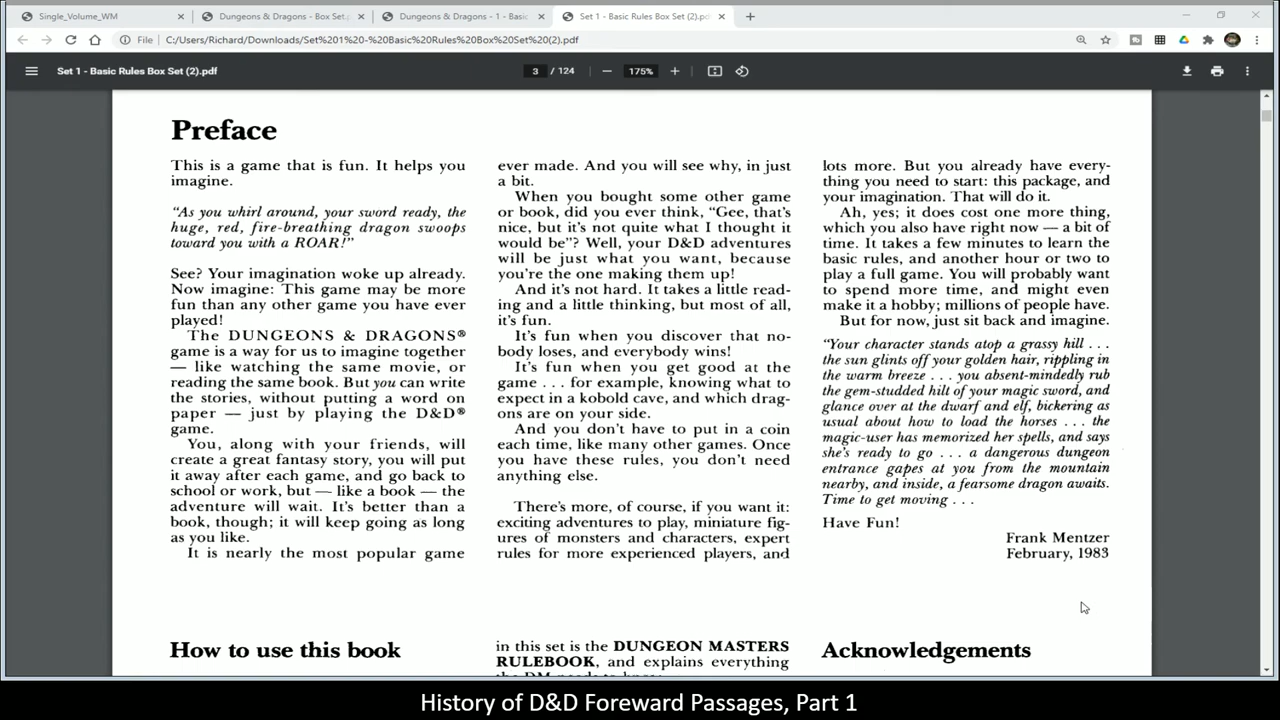 Single_Volume_WM
Dungeons & Dragons - Box Set.p
Dungeons & Dragons - 1 - Basic
Set 1 - Basic Rules Box Set (2).pd
File
C:/Users/Richard/Downloads/Set%201%20-%20Basic%20Rules%20Box%20Set%20(2).pdf
Set 1 - Basic Rules Box Set (2).pdf
3 / 124
175%
Preface
This is a game that is fun. It helps you
imagine.
"As you whirl around, your sword ready, the
huge, red, fire-breathing dragon swoops
toward you with a ROAR!"
See? Your imagination woke up already.
Now imagine: This game may be more
fun than any other game you have ever
played!
The DUNGEONS & DRAGONS®
game is a way for us to imagine together
— like watching the same movie, or
reading the same book. But you can write
the stories, without putting a word on
paper — just by playing the D&D®
game.
You, along with your friends, will
create a great fantasy story, you will put
it away after each game, and go back to
school or work, but — like a book — the
adventure will wait. It's better than a
book, though; it will keep going as long
as you like.
It is nearly the most popular game
ever made. And you will see why, in just
a bit.
When you bought some other game
or book, did you ever think, "Gee, that's
nice, but it's not quite what I thought it
would be"? Well, your D&D adventures
will be just what you want, because
you're the one making them up!
And it's not hard. It takes a little read-
ing and a little thinking, but most of all,
it's fun.
It's fun when you discover that no-
body loses, and everybody wins!
It's fun when you get good at the
game . . . for example, knowing what to
expect in a kobold cave, and which drag-
ons are on your side.
And you don't have to put in a coin
each time, like many other games. Once
you have these rules, you don't need
anything else.
There's more, of course, if you want it:
exciting adventures to play, miniature fig-
ures of monsters and characters, expert
rules for more experienced players, and
lots more. But you already have every-
thing you need to start: this package, and
your imagination. That will do it.
Ah, yes; it does cost one more thing,
which you also have right now — a bit of
time. It takes a few minutes to learn the
basic rules, and another hour or two to
play a full game. You will probably want
to spend more time, and might even
make it a hobby; millions of people have.
But for now, just sit back and imagine.
"Your character stands atop a grassy hill . . .
the sun glints off your golden hair, rippling in
the warm breeze . . . you absent-mindedly rub
the gem-studded hilt of your magic sword, and
glance over at the dwarf and elf, bickering as
usual about how to load the horses . . . the
magic-user has memorized her spells, and says
she's ready to go . . . a dangerous dungeon
entrance gapes at you from the mountain
nearby, and inside, a fearsome dragon awaits.
Time to get moving . . .
Have Fun!
Frank Mentzer
February, 1983
How to use this book
in this set is the DUNGEON MASTERS
RULEBOOK, and explains everything
the DM needs to know.
Acknowledgements
History of D&D Foreward Passages, Part 1